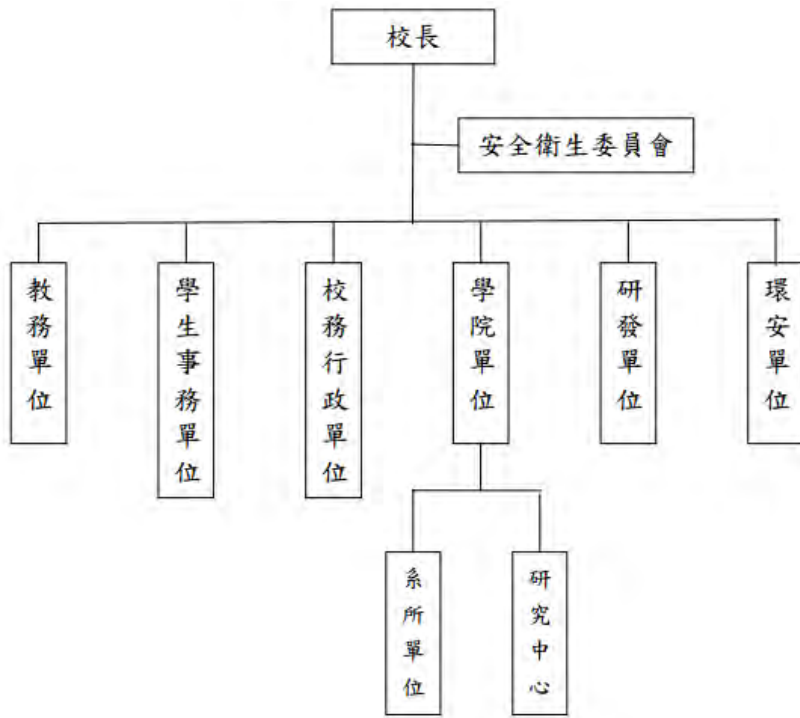 校長
安全衛生委員會
教務單位
學生事務單位
校務行政單位
學院單位
研發單位
環安單位
系所單位
研究中心